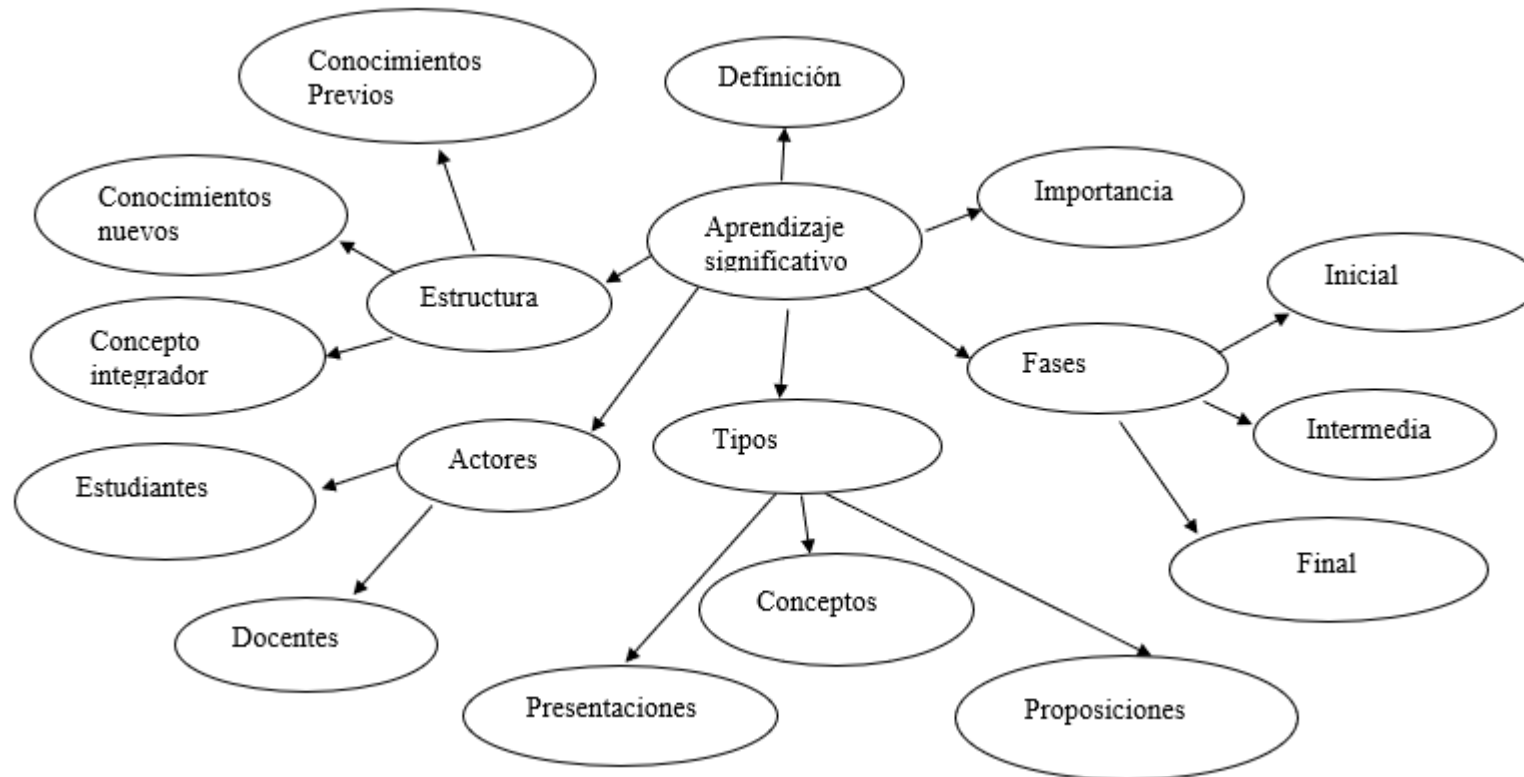 Conocimientos
Previos
Definición
Conocimientos
nuevos
Aprendizaje
significativo
Importancia
Estructura
Inicial
Concepto
integrador
Fases
Actores
Tipos
Intermedia
Estudiantes
Final
Docentes
Conceptos
Presentaciones
Proposiciones